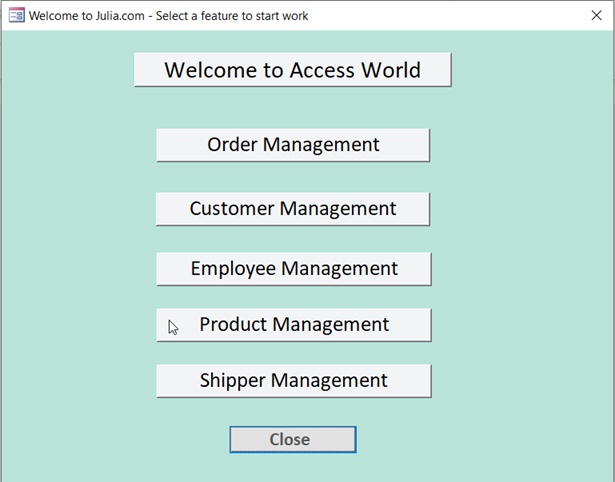 Welcome to Julia.com - Select a feature to start work
Welcome to Access World
Order Management
Customer Management
Employee Management
Product Management
Shipper Management
Close